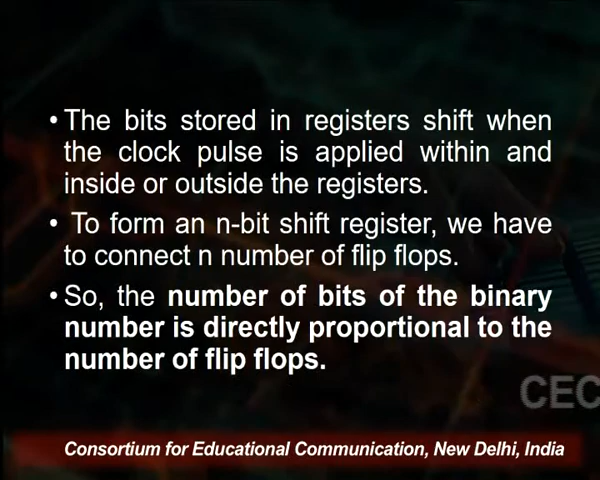 • The bits stored in registers shift when
the clock pulse is applied within and
inside or outside the registers.
• To form an n-bit shift register, we have
to connect n number of flip flops.
• So, the number of bits of the binary
number is directly proportional to the
number of flip flops.
CEC
Consortium for Educational Communication, New Delhi, India